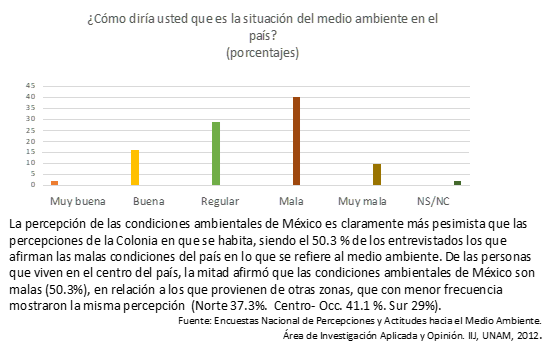 ¿Cómo diría usted que es la situación del medio ambiente en el
país?
(porcentajes)
45
40
35
30
25
20
15
10
5
0
Muy buena Buena Regular Mala Muy mala NS/NC
La percepción de las condiciones ambientales de México es claramente más pesimista que las
percepciones de la Colonia en que se habita, siendo el 50.3 % de los entrevistados los que
afirman las malas condiciones del país en lo que se refiere al medio ambiente. De las personas
que viven en el centro del país, la mitad afirmó que las condiciones ambientales de México son
malas (50.3%), en relación a los que provienen de otras zonas, que con menor frecuencia
mostraron la misma percepción (Norte 37.3%. Centro- Occ. 41.1 %. Sur 29%).
Fuente: Encuestas Nacional de Percepciones y Actitudes hacia el Medio Ambiente.
Área de Investigación Aplicada y Opinión. IIJ, UNAM, 2012.